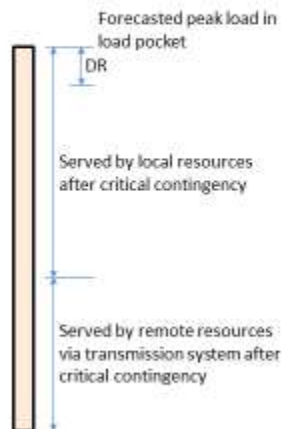 Forecasted peak load in
load pocket
DR
Served by local resources
after critical contingency
Served by remote resources
via transmission system after
critical contingency